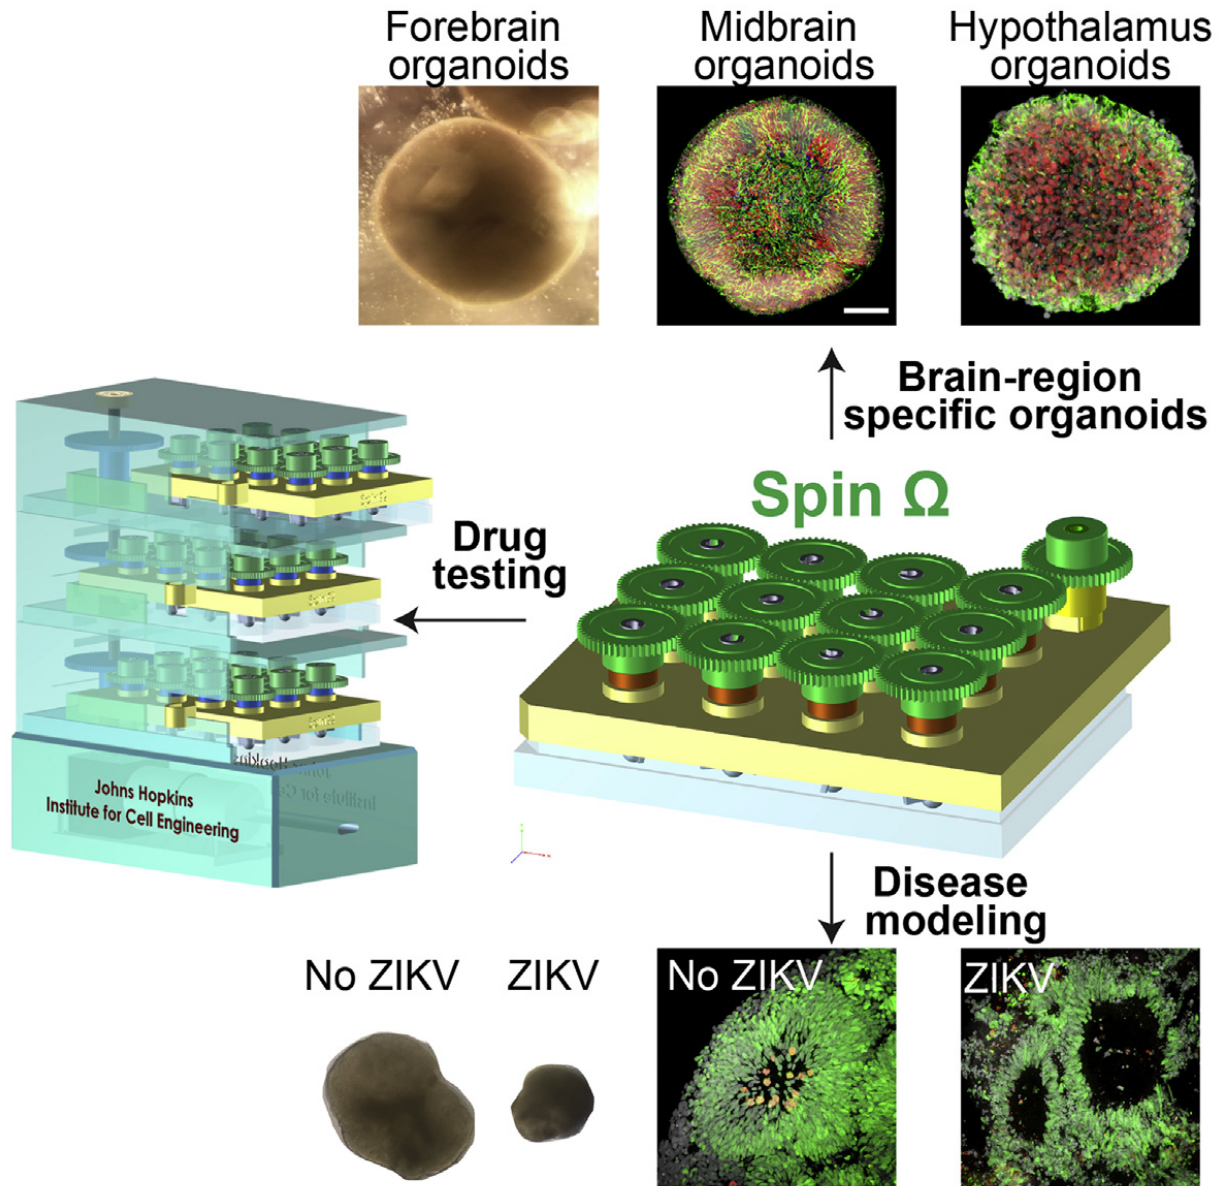 Forebrain
organoids
Midbrain
organoids
Hypothalamus
organoids
Brain-region
specific organoids
Spin Ω
Drug
testing
Johns Hopkins
Institute for Cell Engineering
Disease
modeling
No ZIKV
ZIKV
No ZIKV
ZIKV